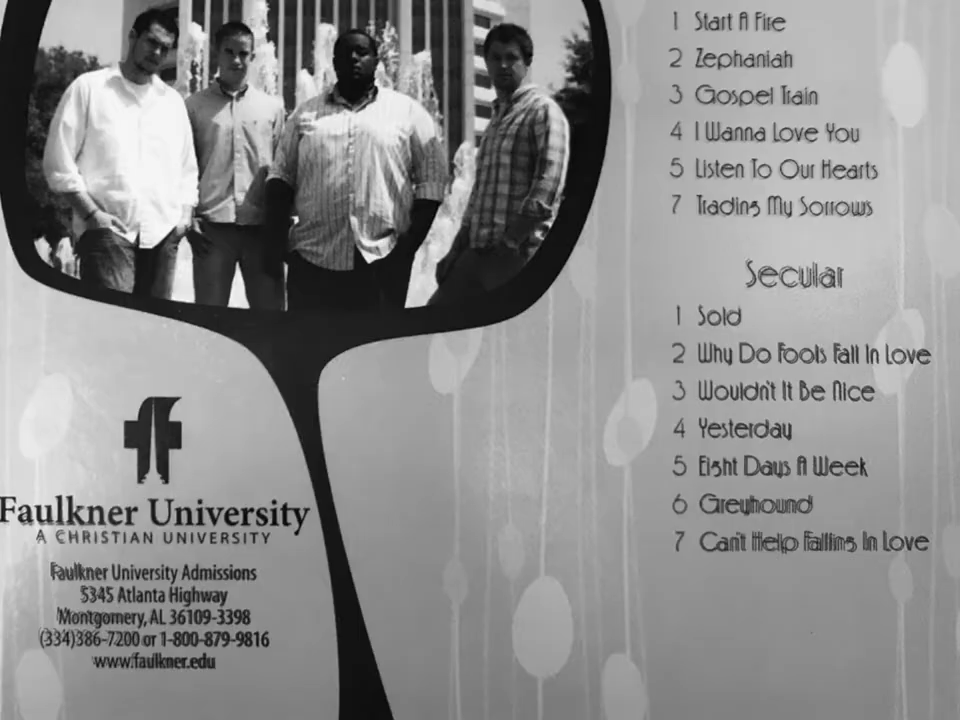 1 Start A Fire
2 Zephaniah
3 Gospel Train
4 I Wanna Love You
5 Listen To Our Hearts
7 Trading My Sorrows
Secular
1 Sold
2 Why Do Fools Fall In Love
3 Wouldn't It Be Nice
4 Yesterday
5 Eight Days A Week
6 Greyhound
7 Can't Help Falling In Love
Faulkner University
A CHRISTIAN UNIVERSITY
Faulkner University Admissions
5345 Atlanta Highway
Montgomery, AL 36109-3398
(334)386-7200 or 1-800-879-9816
www.faulkner.edu